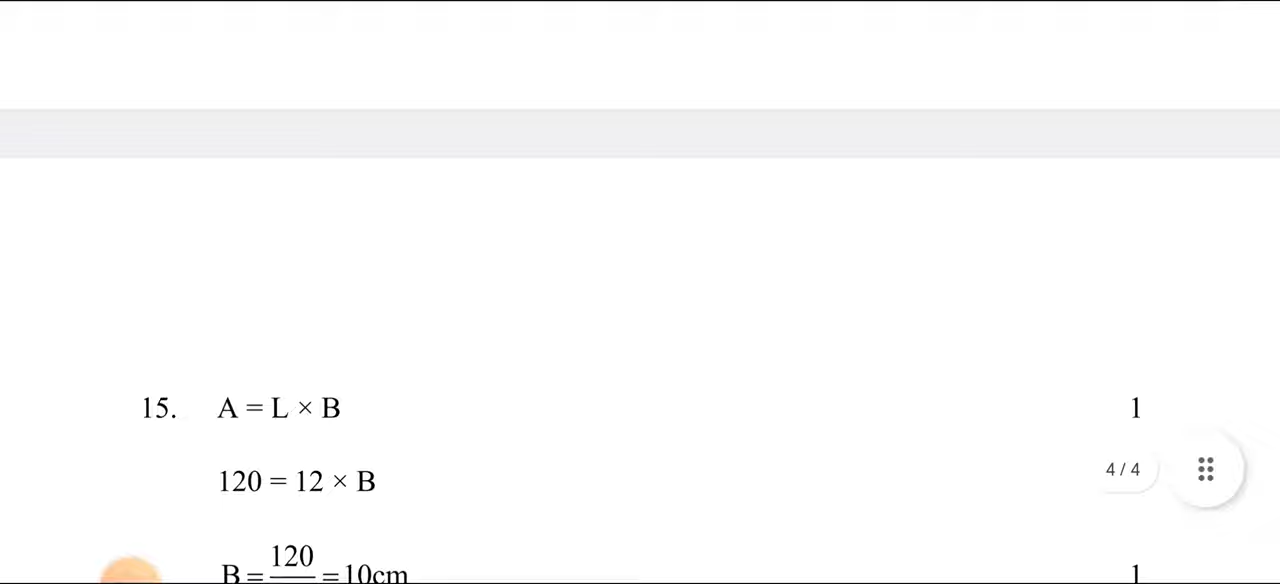 15. A = L × B 1
4 / 4
120 = 12 × B
120
B = = 10cm 1